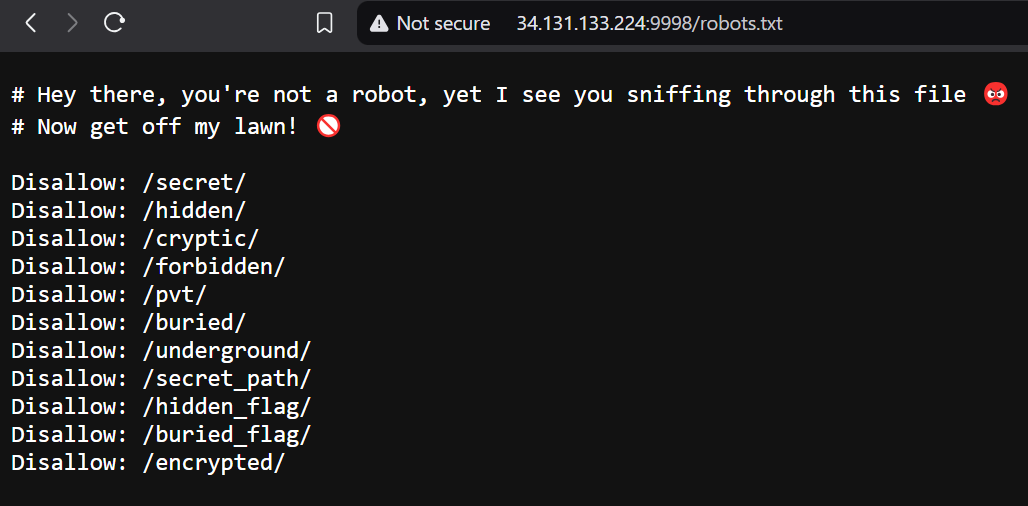 Not secure 34.131.133.224:9998/robots.txt
# Hey there, you're not a robot, yet I see you sniffing through this file 😡
# Now get off my lawn! 🚫
Disallow: /secret/
Disallow: /hidden/
Disallow: /cryptic/
Disallow: /forbidden/
Disallow: /pvt/
Disallow: /buried/
Disallow: /underground/
Disallow: /secret_path/
Disallow: /hidden_flag/
Disallow: /buried_flag/
Disallow: /encrypted/